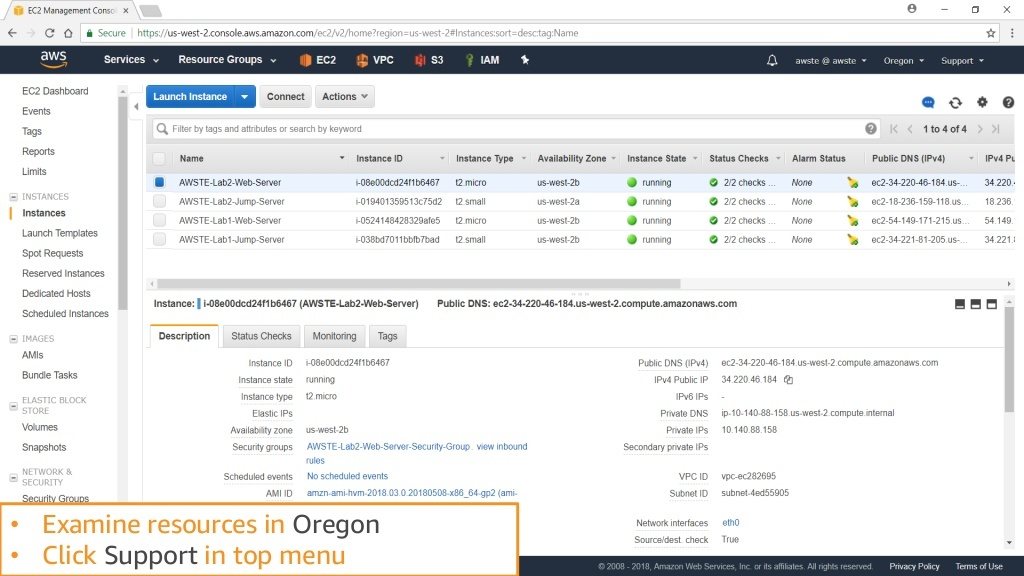 EC2 Management Conso
Secure https://us-west-2.console.aws.amazon.com/ec2/v2/home?region=us-west-2#Instances:sort=desc:tag:Name
aws Services Resource Groups EC2 VPC S3 IAM awste @ awste Oregon Support
EC2 Dashboard
Events
Tags
Reports
Limits
INSTANCES
Instances
Launch Templates
Spot Requests
Reserved Instances
Dedicated Hosts
Scheduled Instances
IMAGES
AMIs
Bundle Tasks
ELASTIC BLOCK
STORE
Volumes
Snapshots
NETWORK &
SECURITY
Security Groups
Launch Instance Connect Actions
Filter by tags and attributes or search by keyword 1 to 4 of 4
Name Instance ID Instance Type Availability Zone Instance State Status Checks Alarm Status Public DNS (IPv4) IPv4 Pu
AWSTE-Lab2-Web-Server i-08e00dcd24f1b6467 t2.micro us-west-2b running 2/2 checks ... None ec2-34-220-46-184.us-... 34.220.
AWSTE-Lab2-Jump-Server i-019401359513c75d2 t2.small us-west-2a running 2/2 checks ... None ec2-18-236-159-118.us... 18.236.
AWSTE-Lab1-Web-Server i-0524148428329afe5 t2.micro us-west-2b running 2/2 checks ... None ec2-54-149-171-215.us... 54.149.
AWSTE-Lab1-Jump-Server i-038bd7011bbfb7bad t2.small us-west-2b running 2/2 checks ... None ec2-34-221-81-205.us-... 34.221.8
Instance: i-08e00dcd24f1b6467 (AWSTE-Lab2-Web-Server) Public DNS: ec2-34-220-46-184.us-west-2.compute.amazonaws.com
Description Status Checks Monitoring Tags
Instance ID i-08e00dcd24f1b6467
Instance state running
Instance type t2.micro
Elastic IPs
Availability zone us-west-2b
Security groups AWSTE-Lab2-Web-Server-Security-Group. view inbound
rules
Scheduled events No scheduled events
AMI ID amzn-ami-hvm-2018.03.0.20180508-x86_64-gp2 (ami-
Public DNS (IPv4) ec2-34-220-46-184.us-west-2.compute.amazonaws.com
IPv4 Public IP 34.220.46.184
IPv6 IPs -
Private DNS ip-10-140-88-158.us-west-2.compute.internal
Private IPs 10.140.88.158
Secondary private IPs
VPC ID vpc-ec282695
Subnet ID subnet-4ed55905
Network interfaces eth0
Source/dest. check True
• Examine resources in Oregon
• Click Support in top menu
© 2008 - 2018, Amazon Web Services, Inc. or its affiliates. All rights reserved. Privacy Policy Terms of Use